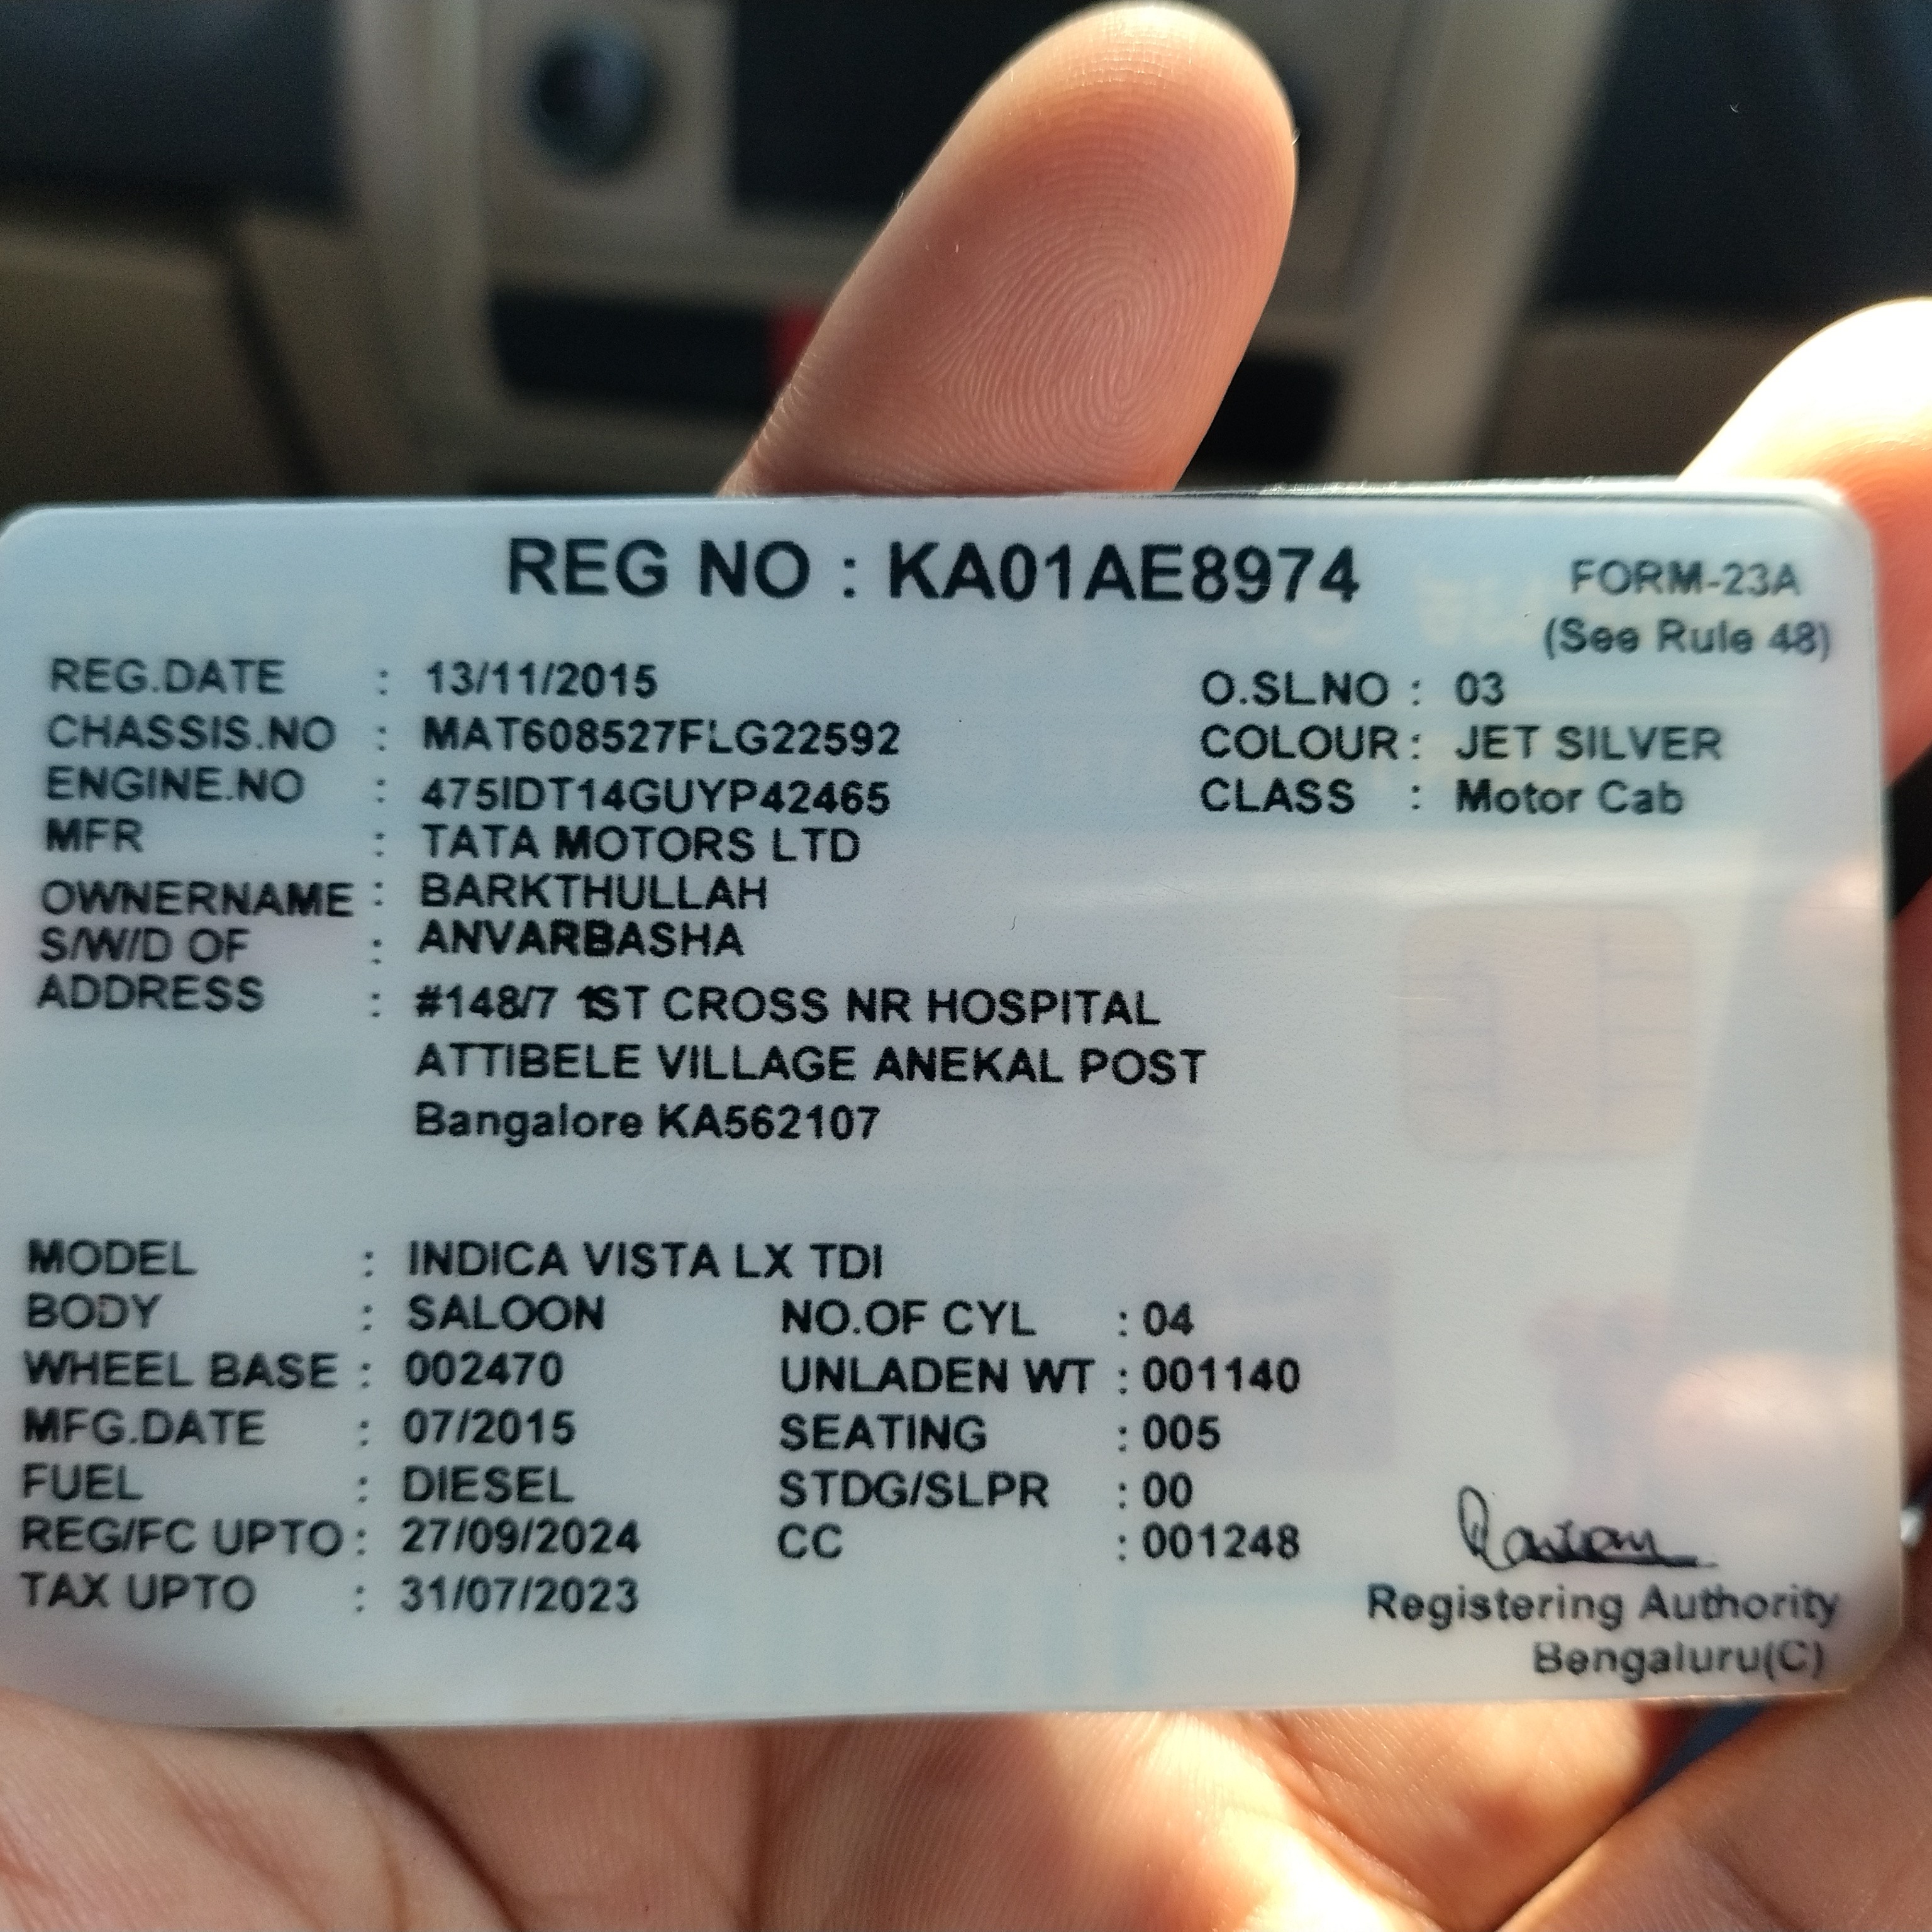 REG NO : KA01AE8974
FORM-23A
(See Rule 48)
REG.DATE : 13/11/2015
O.SL.NO : 03
CHASSIS.NO : MAT608527FLG22592
COLOUR : JET SILVER
ENGINE.NO : 475IDT14GUYP42465
CLASS : Motor Cab
MFR : TATA MOTORS LTD
OWNERNAME : BARKTHULLAH
S/W/D OF : ANVARBASHA
ADDRESS : #148/7 1ST CROSS NR HOSPITAL
ATTIBELE VILLAGE ANEKAL POST
Bangalore KA562107
MODEL : INDICA VISTA LX TDI
BODY : SALOON NO.OF CYL : 04
WHEEL BASE : 002470 UNLADEN WT : 001140
MFG.DATE : 07/2015 SEATING : 005
FUEL : DIESEL STDG/SLPR : 00
REG/FC UPTO : 27/09/2024 CC : 001248
TAX UPTO : 31/07/2023
Registering Authority
Bengaluru(C)